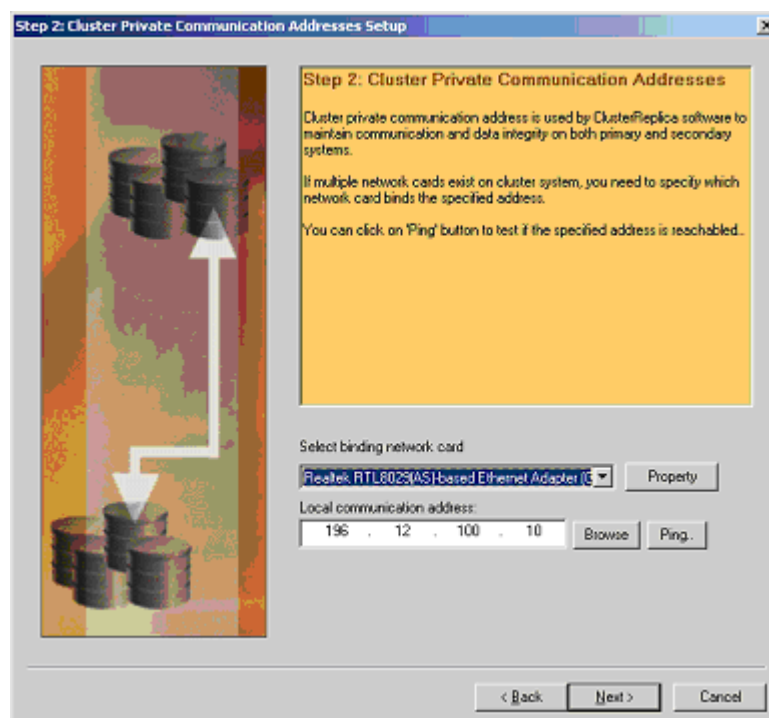 Step 2: Cluster Private Communication Addresses Setup
Step 2: Cluster Private Communication Addresses
Cluster private communication address is used by ClusterReplica software to
maintain communication and data integrity on both primary and secondary
systems.
If multiple network cards exist on cluster system, you need to specify which
network card binds the specified address.
You can click on 'Ping' button to test if the specified address is reachabled..
Select binding network card
Realtek RTL8029(AS)-based Ethernet Adapter (G
Property
Local communication address:
196 . 12 . 100 . 10
Browse
Ping..
< Back
Next >
Cancel